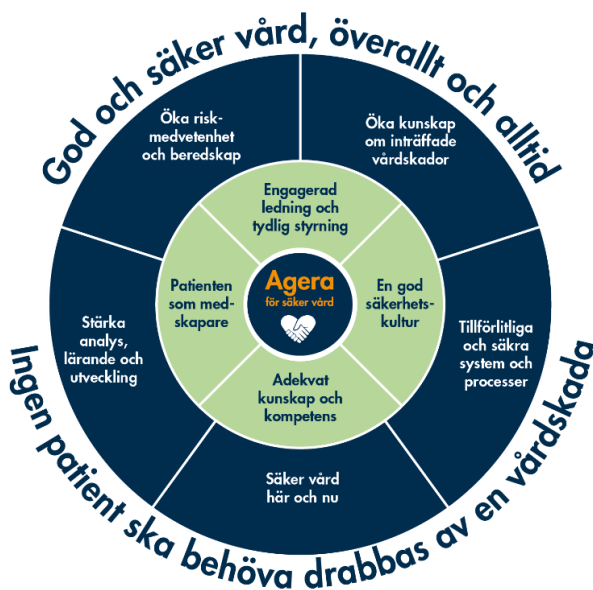 God och säker vård, överallt och alltid
Öka risk-
medvetenhet
och beredskap
Öka kunskap
om inträffade
vårdskador
Engagerad
ledning och
tydlig styrning
Patienten
som med-
skapare
Agera
för säker vård
En god
säkerhets-
kultur
Stärka
analys,
lärande och
utveckling
Tillförlitliga
och säkra
system och
processer
Adekvat
kunskap och
kompetens
Säker vård
här och nu
Ingen patient ska behöva drabbas av en vårdskada